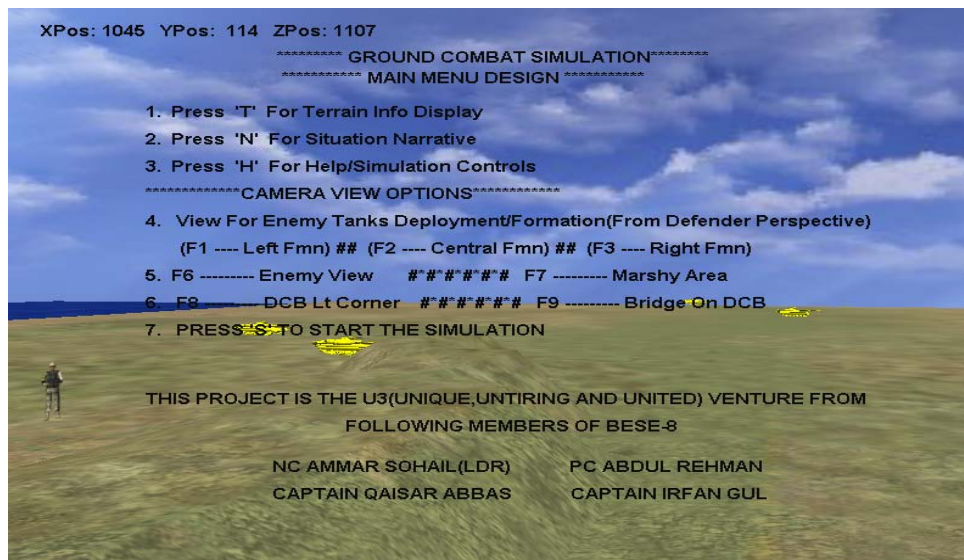 XPos: 1045 YPos: 114 ZPos: 1107
********* GROUND COMBAT SIMULATION********
*********** MAIN MENU DESIGN ***********
1. Press 'T' For Terrain Info Display
2. Press 'N' For Situation Narrative
3. Press 'H' For Help/Simulation Controls
*************CAMERA VIEW OPTIONS************
4. View For Enemy Tanks Deployment/Formation(From Defender Perspective)
(F1 ---- Left Fmn) ## (F2 ---- Central Fmn) ## (F3 ---- Right Fmn)
5. F6 --------- Enemy View #*#*#*#*#*# F7 --------- Marshy Area
6. F8 --------- DCB Lt Corner #*#*#*#*#*# F9 --------- Bridge On DCB
7. PRESS 'S' TO START THE SIMULATION
THIS PROJECT IS THE U3(UNIQUE,UNTIRING AND UNITED) VENTURE FROM
FOLLOWING MEMBERS OF BESE-8
NC AMMAR SOHAIL(LDR) PC ABDUL REHMAN
CAPTAIN QAISAR ABBAS CAPTAIN IRFAN GUL